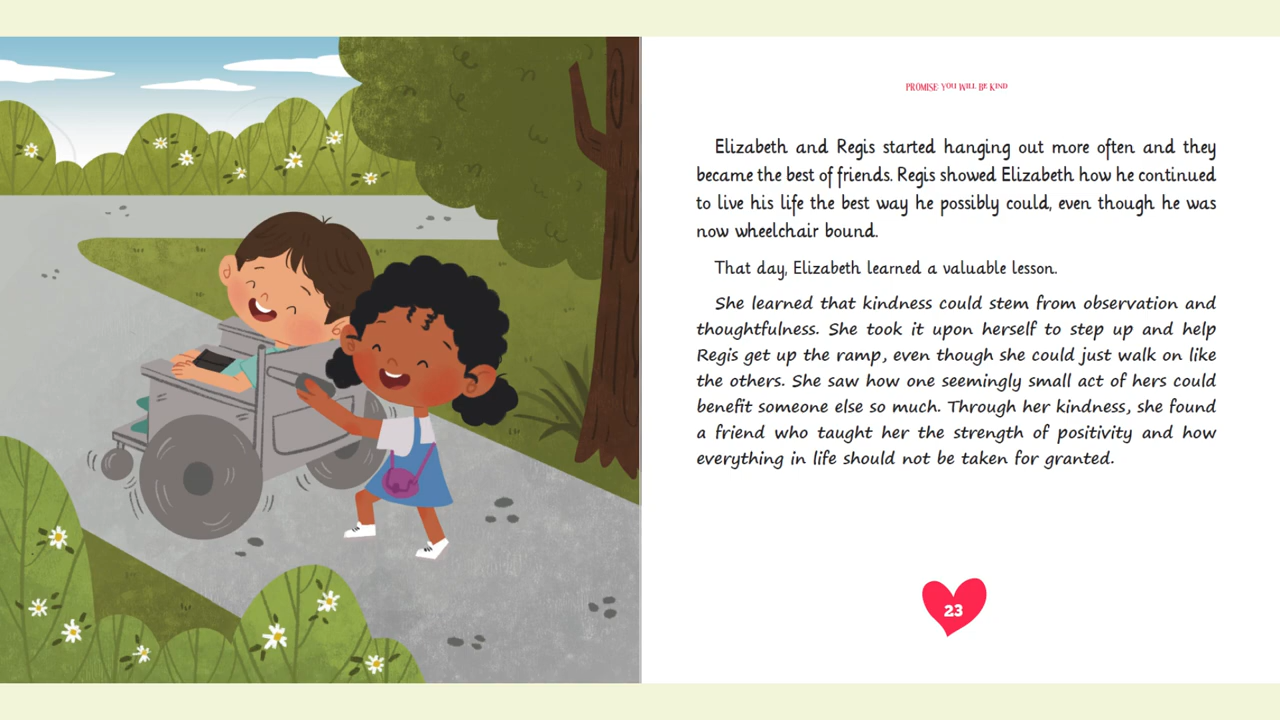 PROMISE YOU WILL BE KIND
Elizabeth and Regis started hanging out more often and they
became the best of friends. Regis showed Elizabeth how he continued
to live his life the best way he possibly could, even though he was
now wheelchair bound.
That day, Elizabeth learned a valuable lesson.
She learned that kindness could stem from observation and
thoughtfulness. She took it upon herself to step up and help
Regis get up the ramp, even though she could just walk on like
the others. She saw how one seemingly small act of hers could
benefit someone else so much. Through her kindness, she found
a friend who taught her the strength of positivity and how
everything in life should not be taken for granted.
23